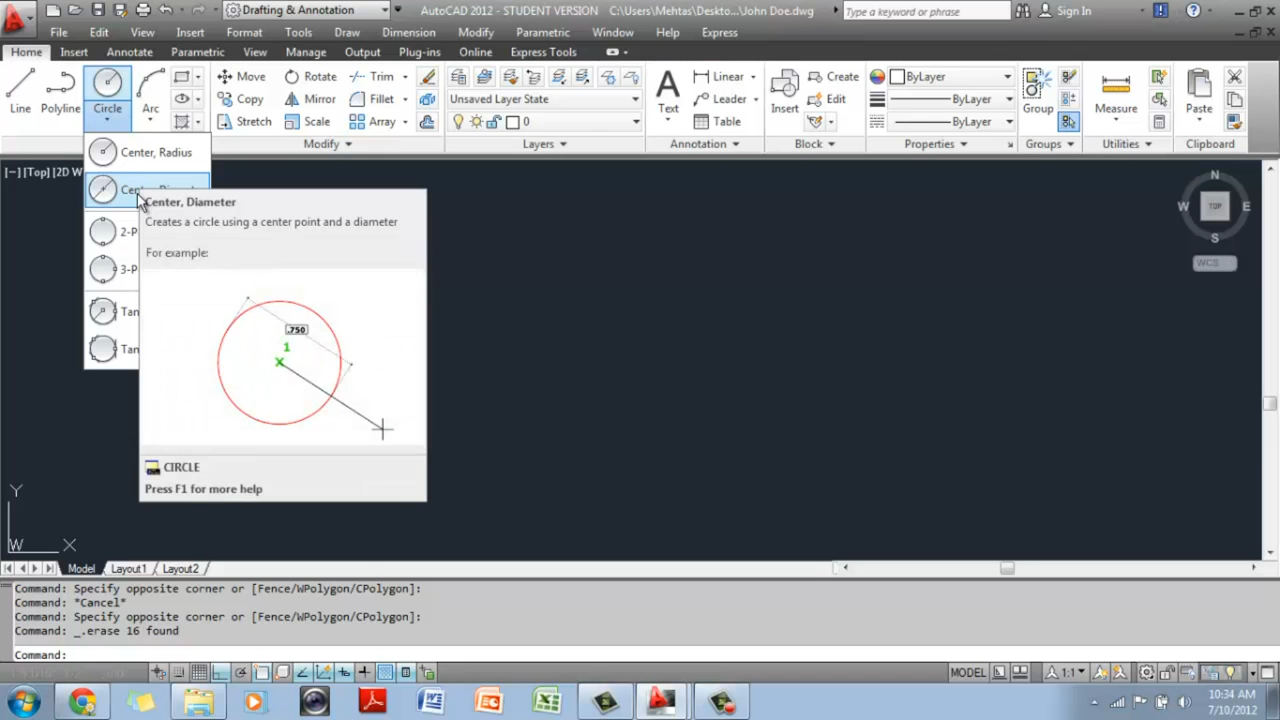 Drafting & Annotation
AutoCAD 2012 - STUDENT VERSION C:\Users\Mehtas\Deskto...\John Doe.dwg
Type a keyword or phrase
Sign In
File Edit View Insert Format Tools Draw Dimension Modify Parametric Window Help Express
Home Insert Annotate Parametric View Manage Output Plug-ins Online Express Tools
Line Polyline Circle Arc
Move Rotate Trim
Copy Mirror Fillet
Stretch Scale Array
Modify
Unsaved Layer State
0
Layers
Text
Linear
Leader
Table
Annotation
Insert
Create
Edit
Block
ByLayer
ByLayer
ByLayer
Properties
Group
Groups
Measure
Utilities
Paste
Clipboard
[−] [Top] [2D W
Center, Radius
Center, Diameter
Creates a circle using a center point and a diameter
2-P
For example:
3-P
Tan
Tan
.750
1
CIRCLE
Press F1 for more help
N
W TOP E
S
WCS
Y
W X
Model Layout1 Layout2
Command: Specify opposite corner or [Fence/WPolygon/CPolygon]:
Command: *Cancel*
Command: Specify opposite corner or [Fence/WPolygon/CPolygon]:
Command: _.erase 16 found
Command:
MODEL
1:1
10:34 AM
7/10/2012